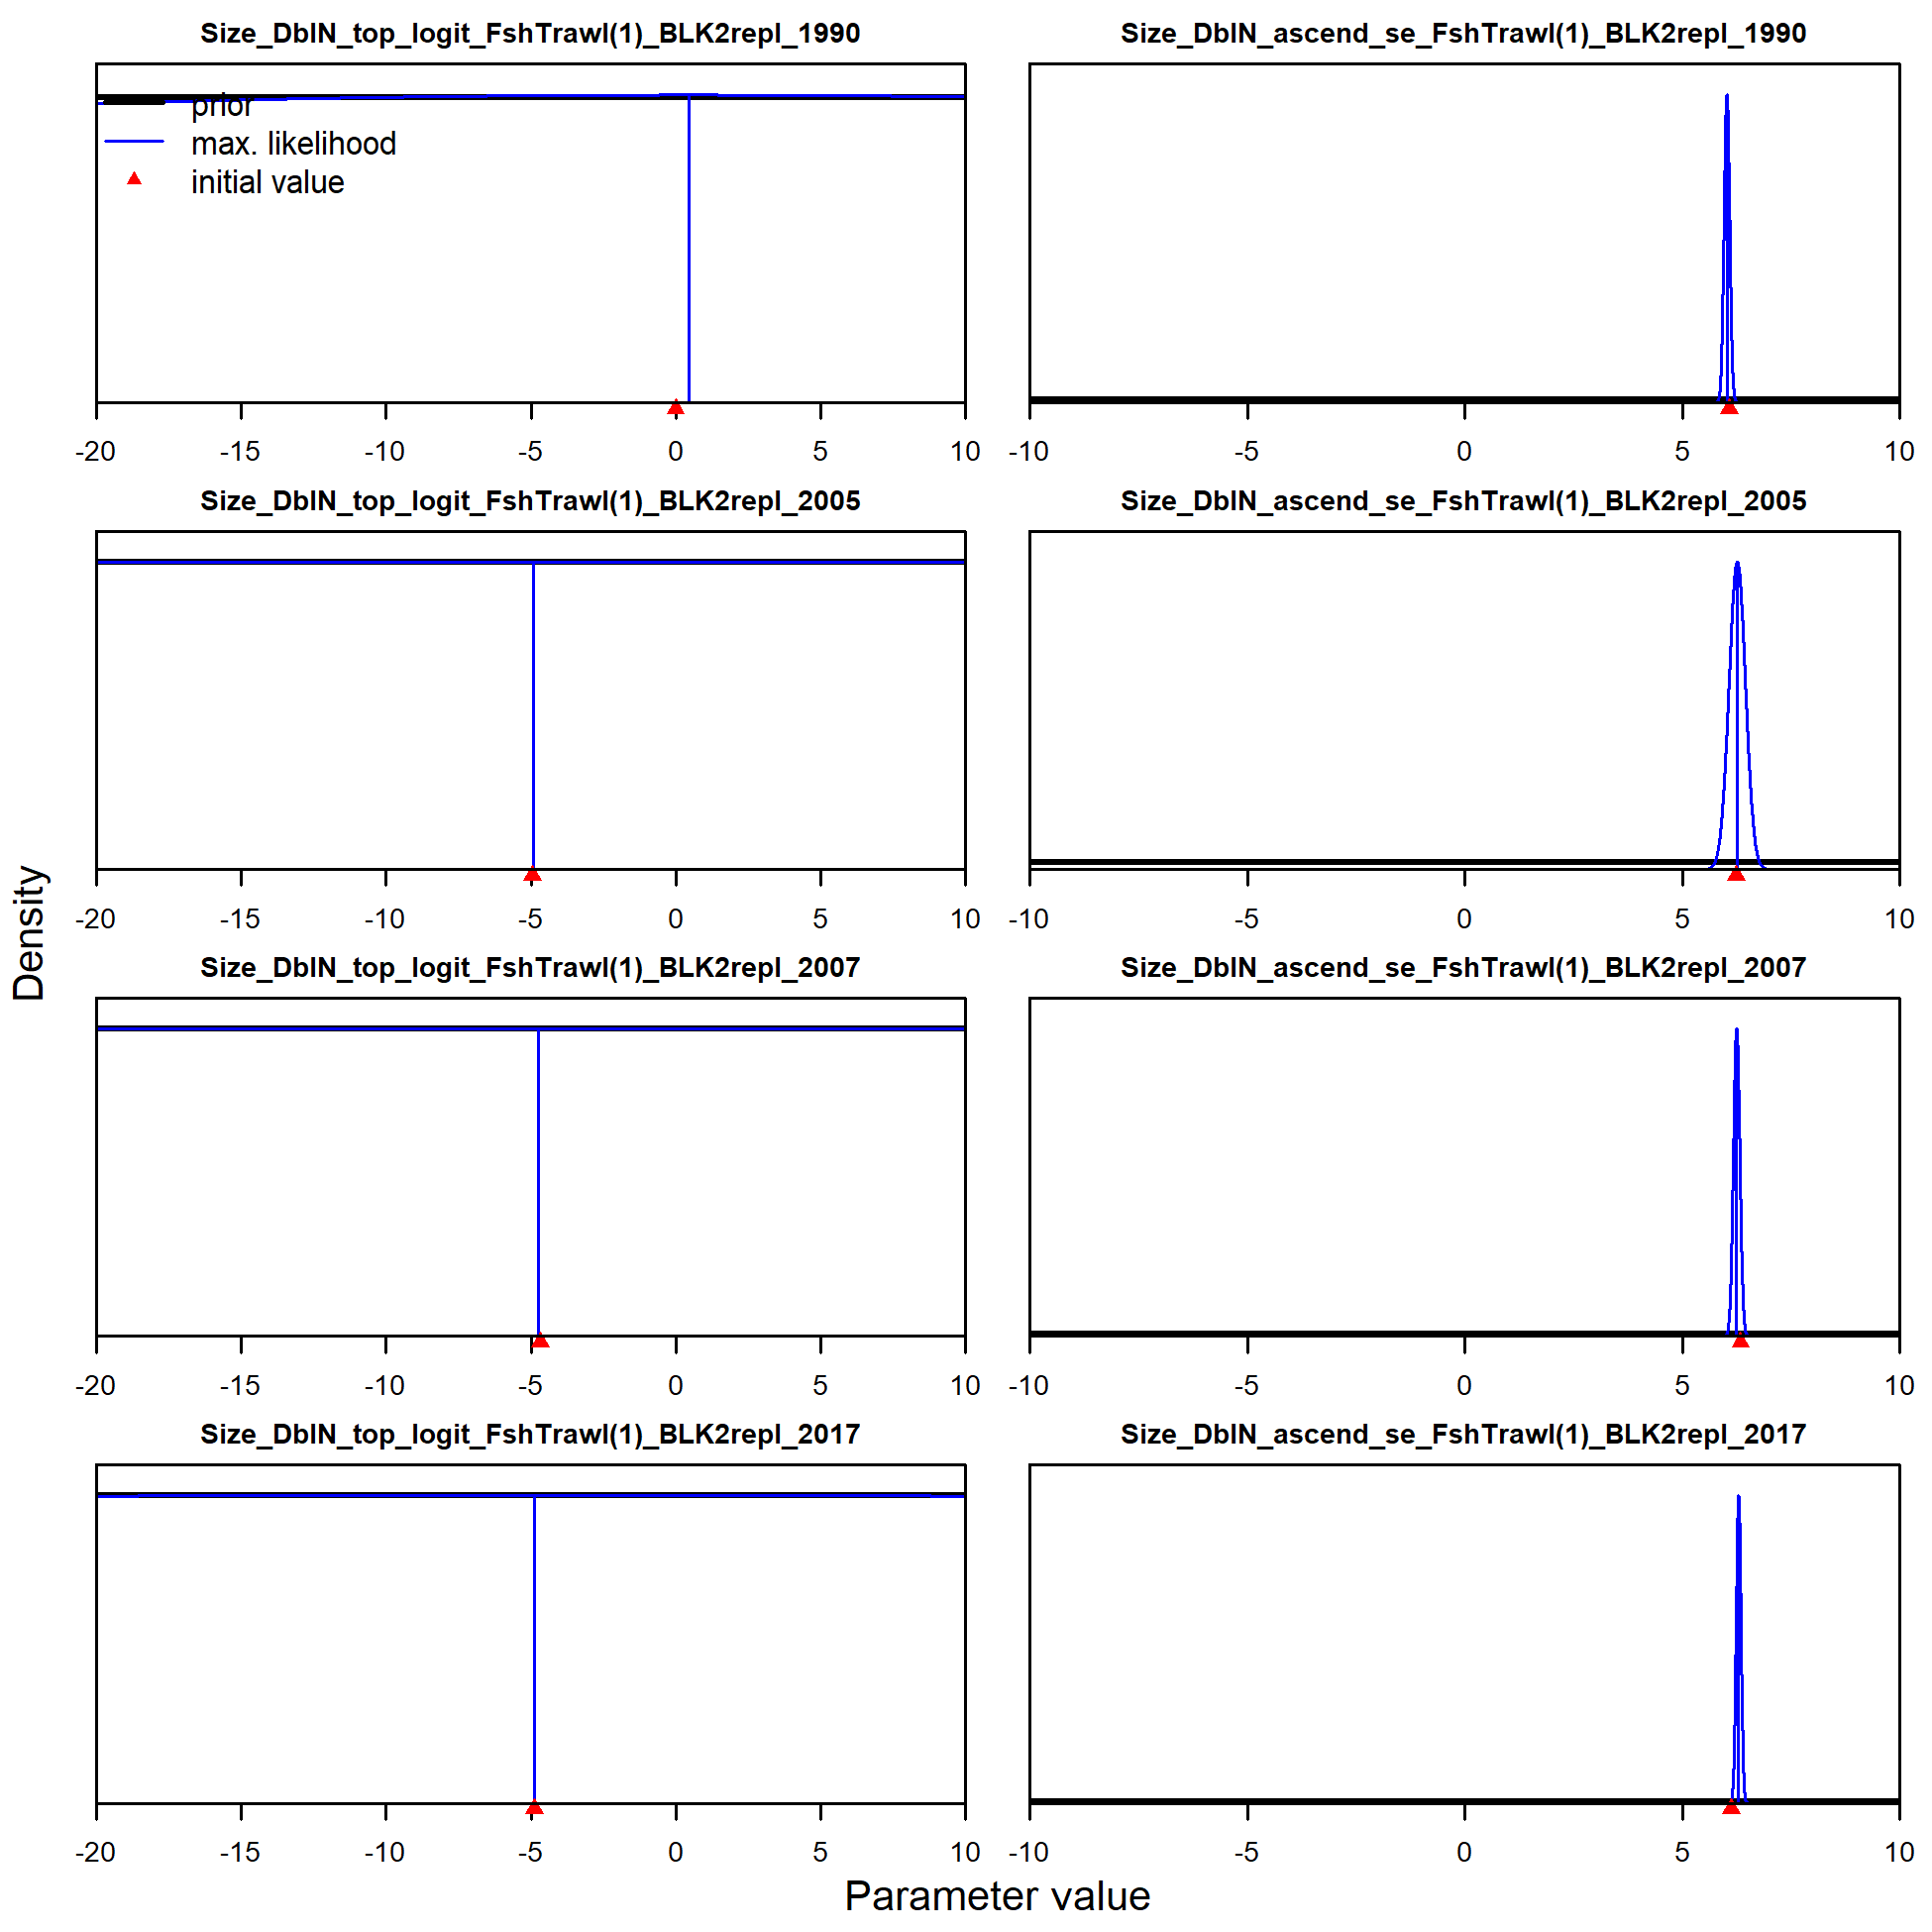 Size_DblN_top_logit_FshTrawl(1)_BLK2repl_1990
Size_DblN_ascend_se_FshTrawl(1)_BLK2repl_1990
prior
max. likelihood
initial value
-20 -15 -10 -5 0 5 10
-10 -5 0 5 10
Size_DblN_top_logit_FshTrawl(1)_BLK2repl_2005
Size_DblN_ascend_se_FshTrawl(1)_BLK2repl_2005
-20 -15 -10 -5 0 5 10
-10 -5 0 5 10
Density
Size_DblN_top_logit_FshTrawl(1)_BLK2repl_2007
Size_DblN_ascend_se_FshTrawl(1)_BLK2repl_2007
-20 -15 -10 -5 0 5 10
-10 -5 0 5 10
Size_DblN_top_logit_FshTrawl(1)_BLK2repl_2017
Size_DblN_ascend_se_FshTrawl(1)_BLK2repl_2017
-20 -15 -10 -5 0 5 10
-10 -5 0 5 10
Parameter value